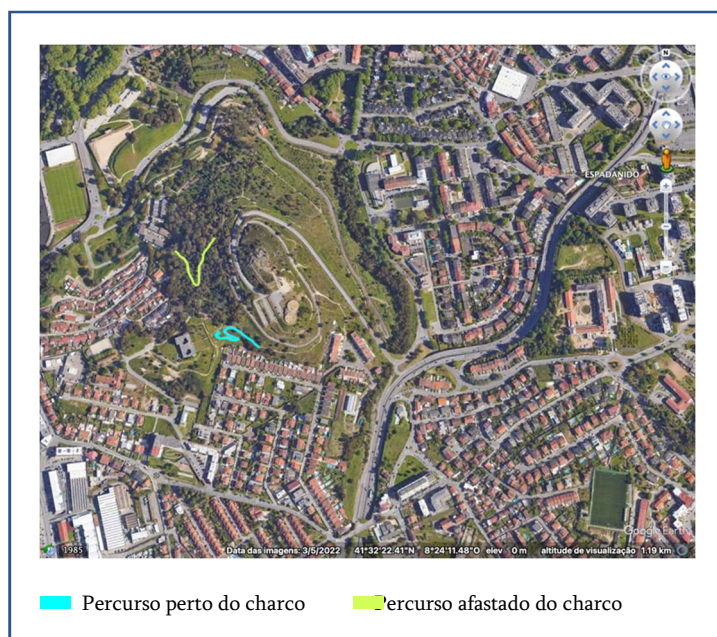 N
ESPADANIDO
Google Earth
1985
Data das imagens: 3/5/2022 41°32'22.41"N 8°24'11.48"O elev 0 m altitude de visualização 1.19 km
Percurso perto do charco Percurso afastado do charco